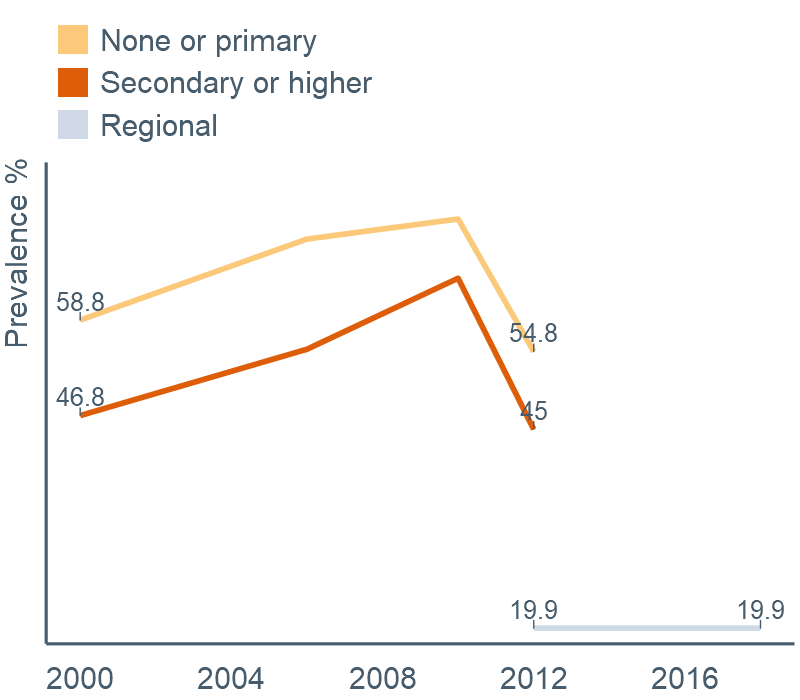 None or primary
Secondary or higher
Regional
Prevalence %
58.8
54.8
46.8
45
19.9
19.9
2000
2004
2008
2012
2016